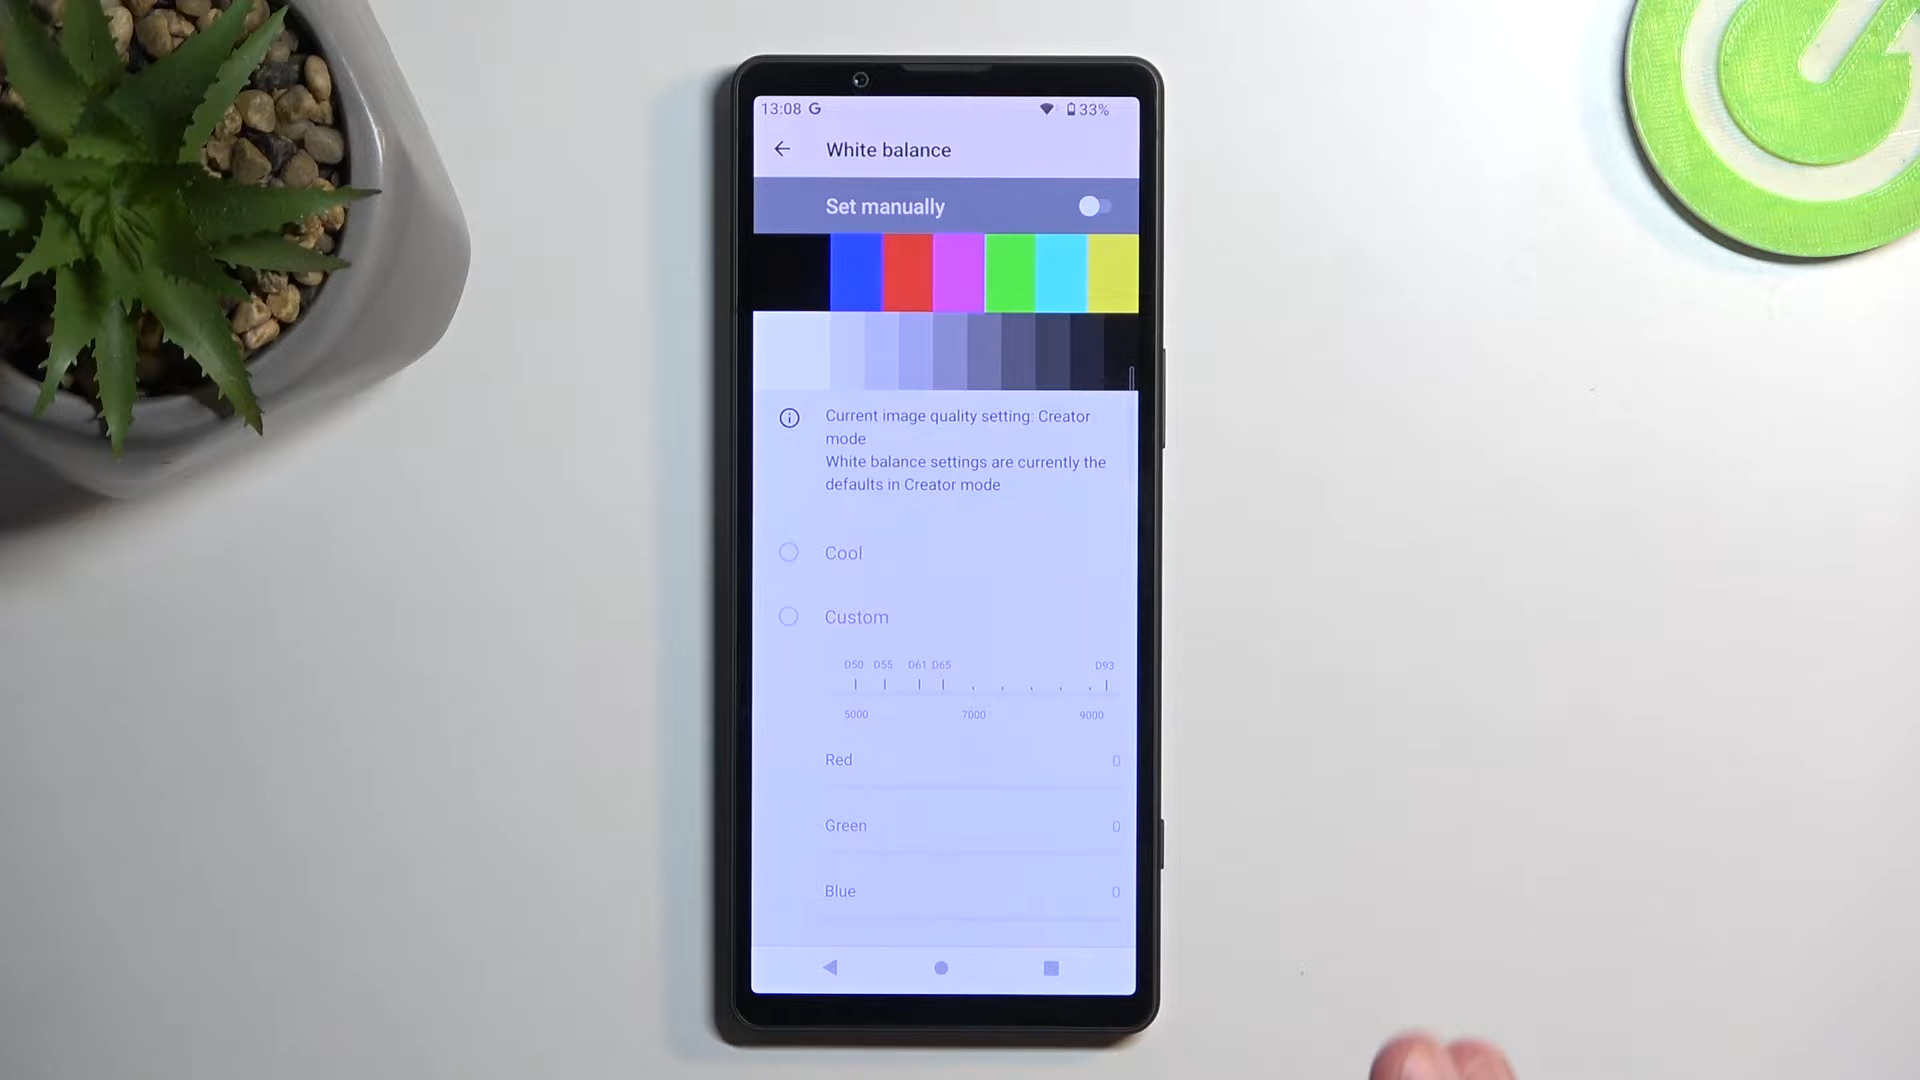 13:08 G 33%
White balance
Set manually
Current image quality setting: Creator
mode
White balance settings are currently the
defaults in Creator mode
Cool
Custom
D50 D55 D61 D65 D93
5000 7000 9000
Red 0
Green 0
Blue 0